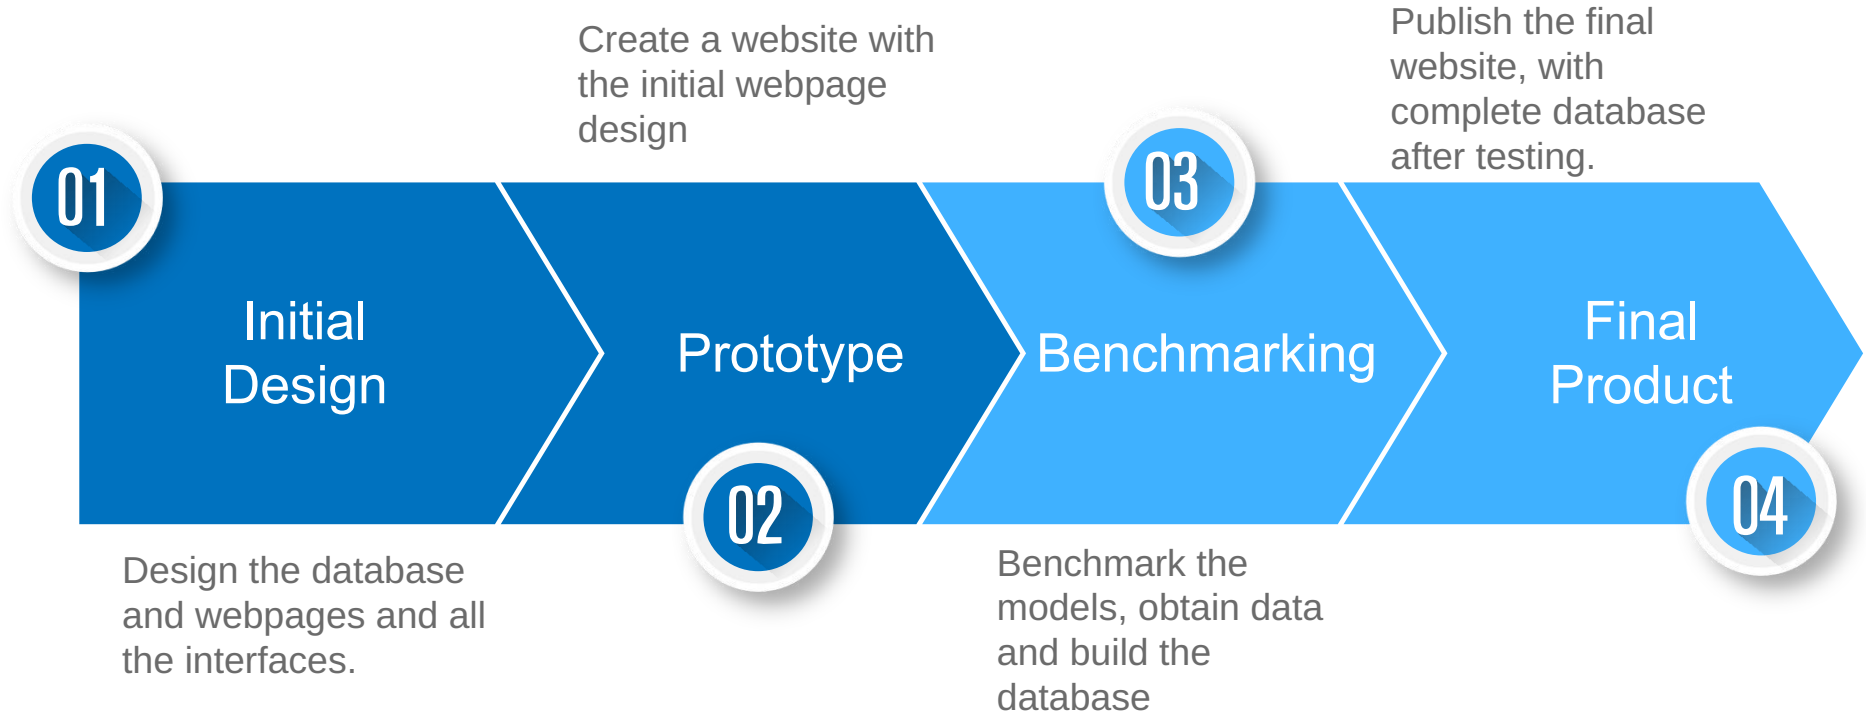 01
Initial
Design
Design the database
and webpages and all
the interfaces.
Create a website with
the initial webpage
design
Prototype
02
03
Benchmarking
Benchmark the
models, obtain data
and build the
database
Publish the final
website, with
complete database
after testing.
Final
Product
04